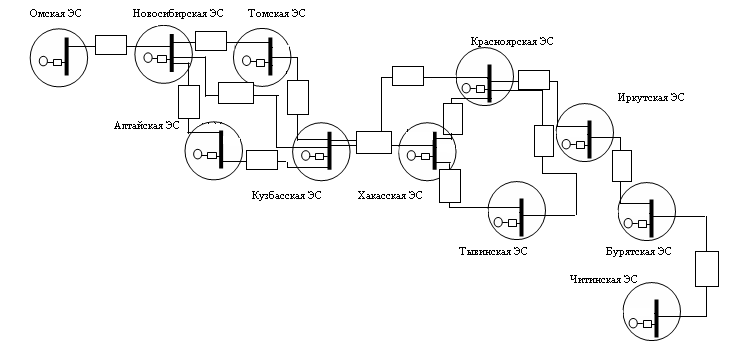 Омская ЭС
Новосибирская ЭС
Томская ЭС
Красноярская ЭС
Иркутская ЭС
Алтайская ЭС
Кузбасская ЭС
Хакасская ЭС
Тывинская ЭС
Бурятская ЭС
Читинская ЭС